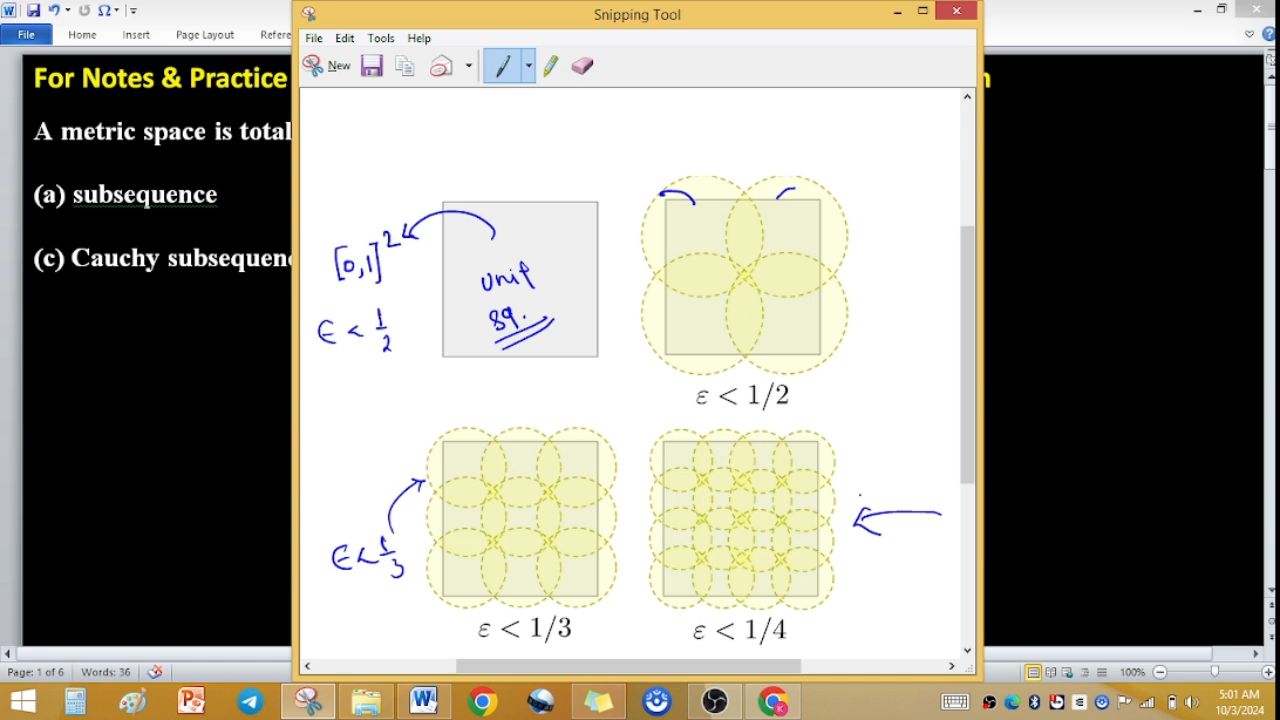 Snipping Tool
File
Home
Insert
Page Layout
File Edit Tools Help
New
For Notes & Practice
A metric space is total
(a) subsequence
(c) Cauchy
[0,1]²
unit
sq.
ϵ < 1/2
ε < 1/2
ϵ < 1/3
ε < 1/3
ε < 1/4
Page: 1 of 6 Words: 36
100%
5:01 AM
10/3/2024